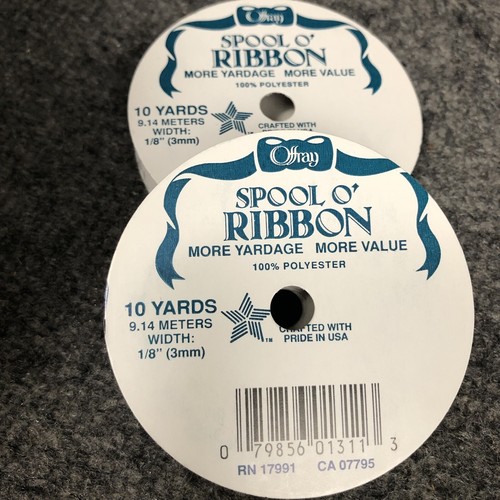 Offray
SPOOL O'
RIBBON
MORE YARDAGE MORE VALUE
100% POLYESTER
10 YARDS
9.14 METERS
WIDTH:
1/8" (3mm)
CRAFTED WITH
Offray
SPOOL O'
RIBBON
MORE YARDAGE MORE VALUE
100% POLYESTER
10 YARDS
9.14 METERS
WIDTH:
1/8" (3mm)
TM
CRAFTED WITH
PRIDE IN USA
0 79856 01311 3
RN 17991 CA 07795